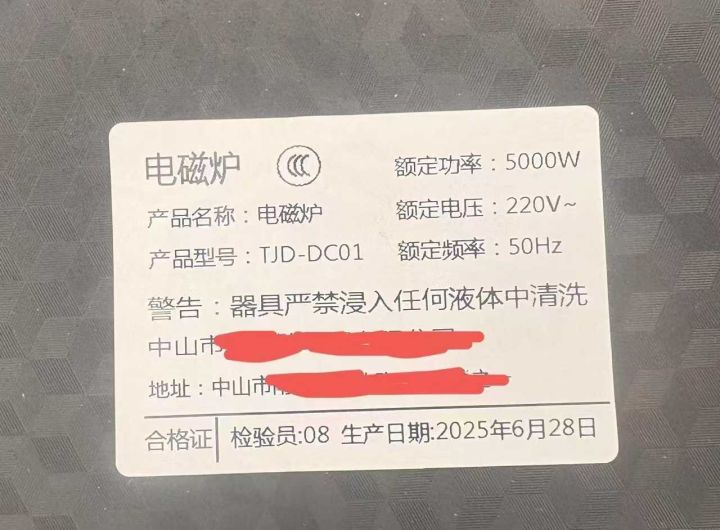 电磁炉 CCC 额定功率：5000W
产品名称：电磁炉 额定电压：220V~
产品型号：TJD-DC01 额定频率：50Hz
警告：器具严禁浸入任何液体中清洗
中山市
地址：中山市
合格证 检验员:08 生产日期:2025年6月28日